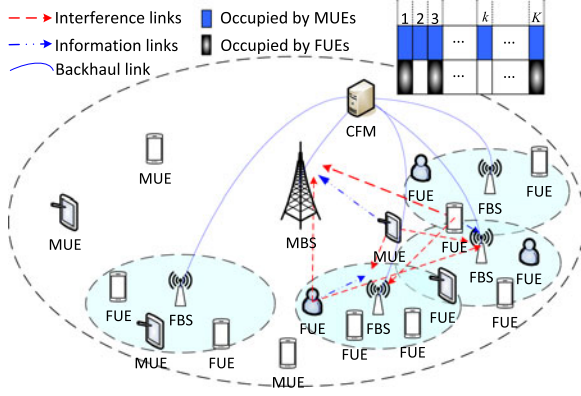 Interference links
Information links
Backhaul link
Occupied by MUEs
Occupied by FUEs
1 2 3 k K
... ...
... ...
CFM
MUE
MBS
FUE
FUE
FBS
MUE
MUE
FUE
FBS
FUE
FUE
FBS
FUE
FUE
FBS
FUE
FUE
MUE
FUE
FUE
FUE
MUE